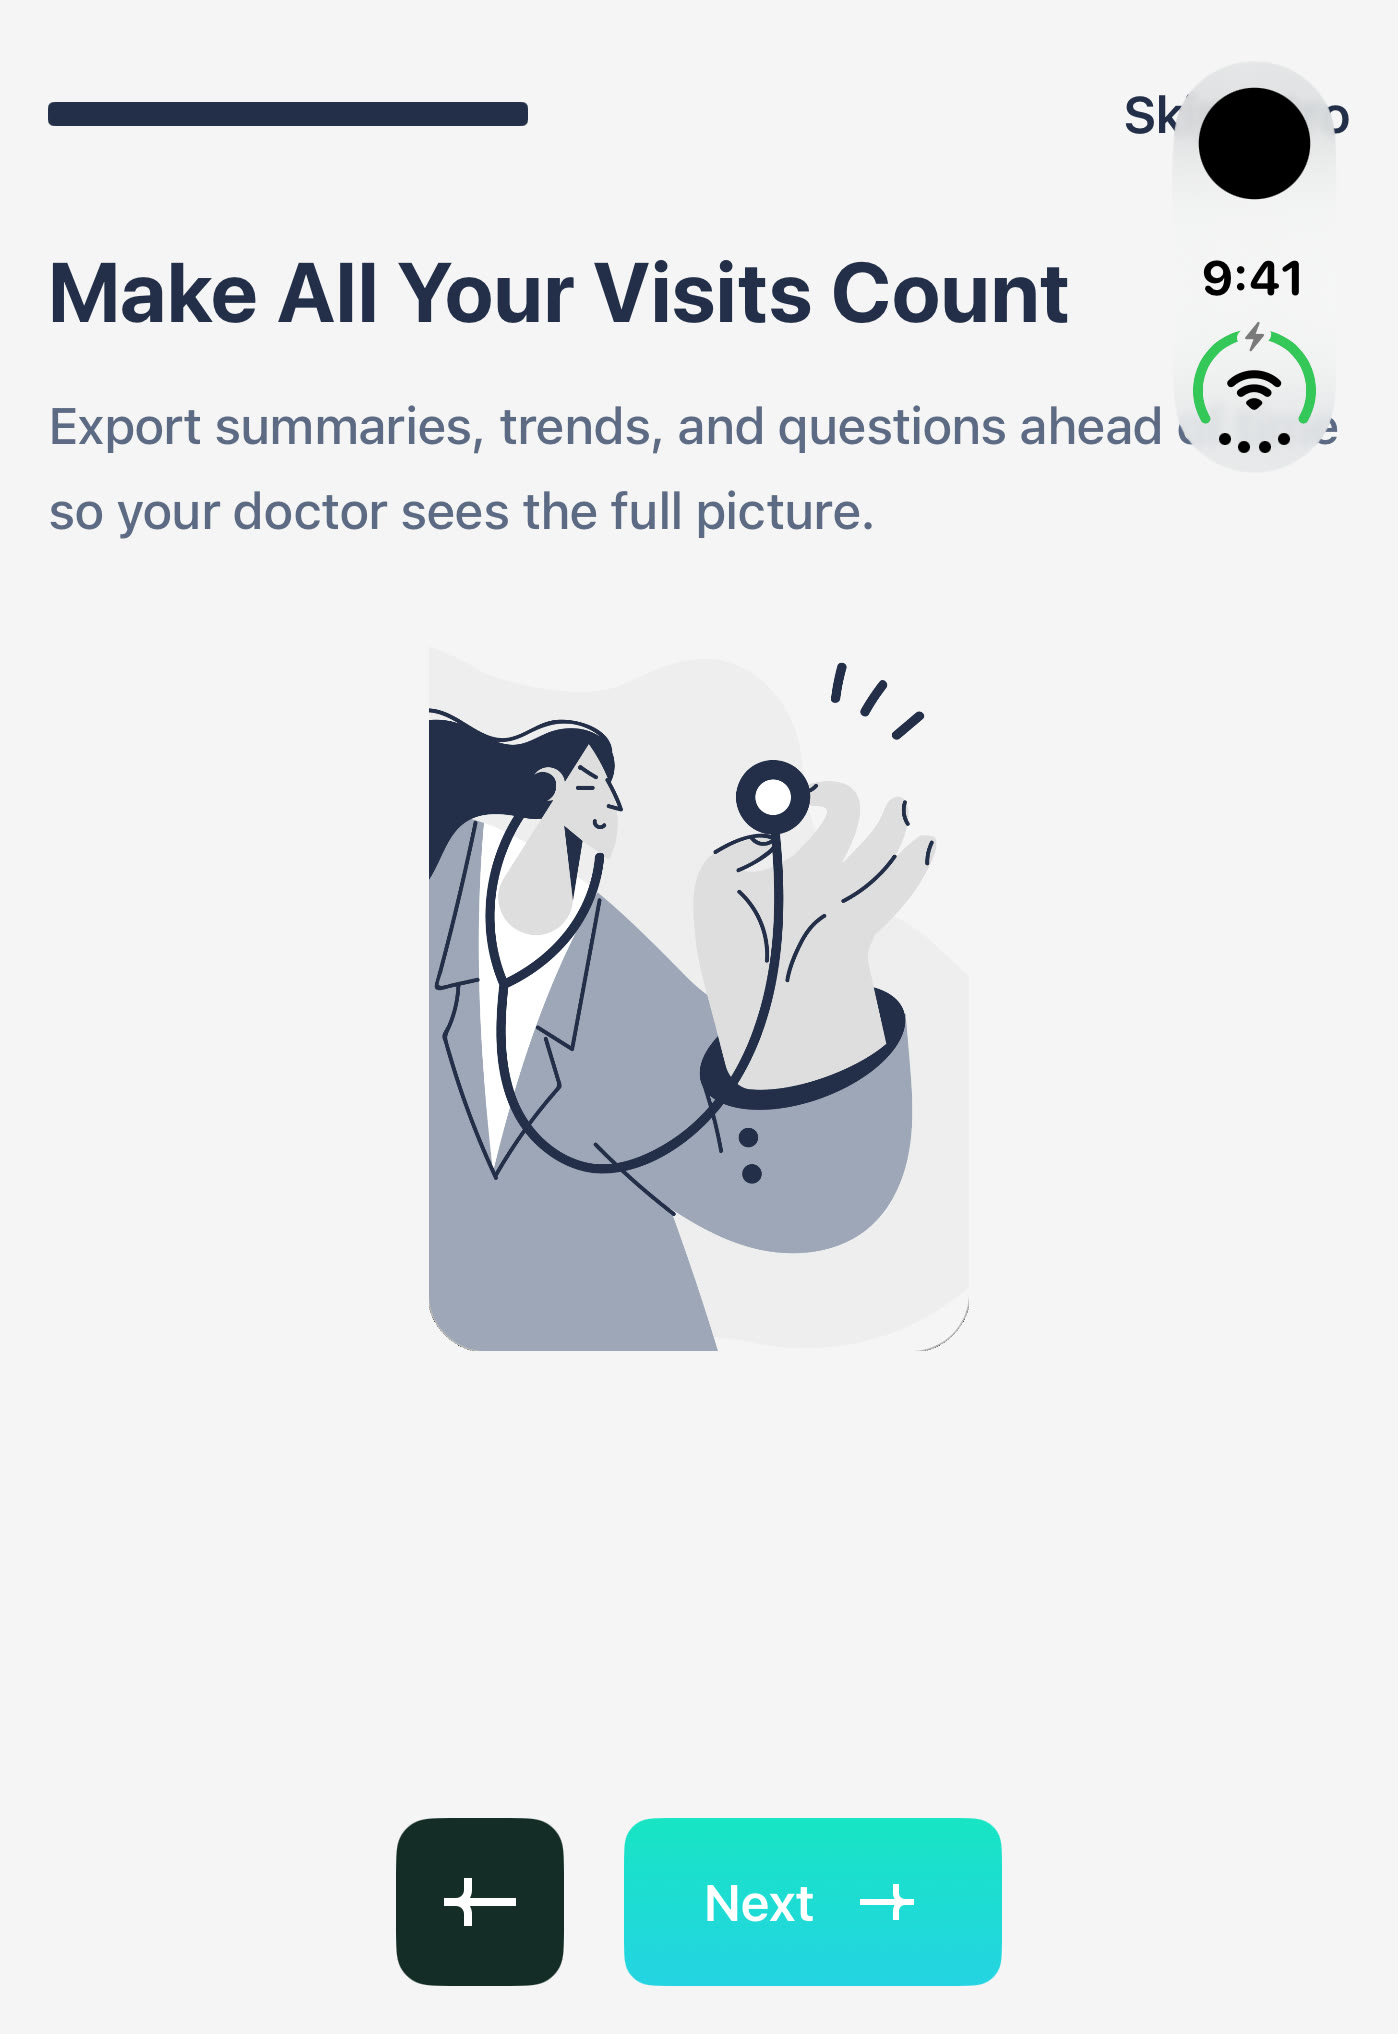 Make All Your Visits Count
9:41
Export summaries, trends, and questions ahead
so your doctor sees the full picture.
Next